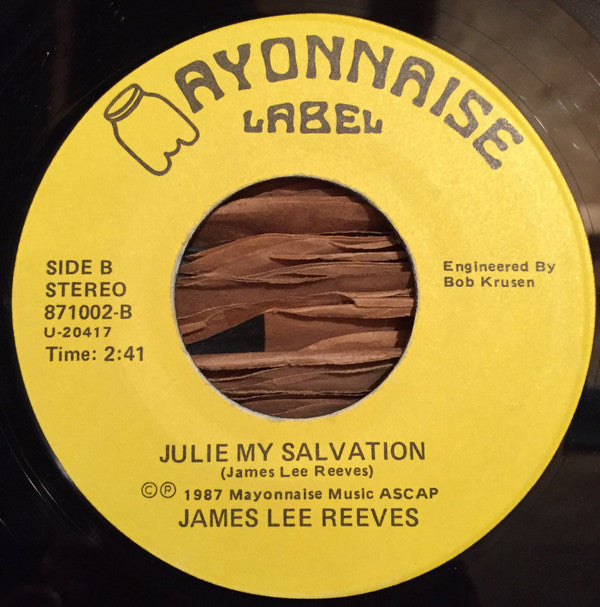 MAYONNAISE
LABEL
SIDE B
STEREO
871002-B
U-20417
Time: 2:41
Engineered By
Bob Krusen
JULIE MY SALVATION
(James Lee Reeves)
© ℗ 1987 Mayonnaise Music ASCAP
JAMES LEE REEVES